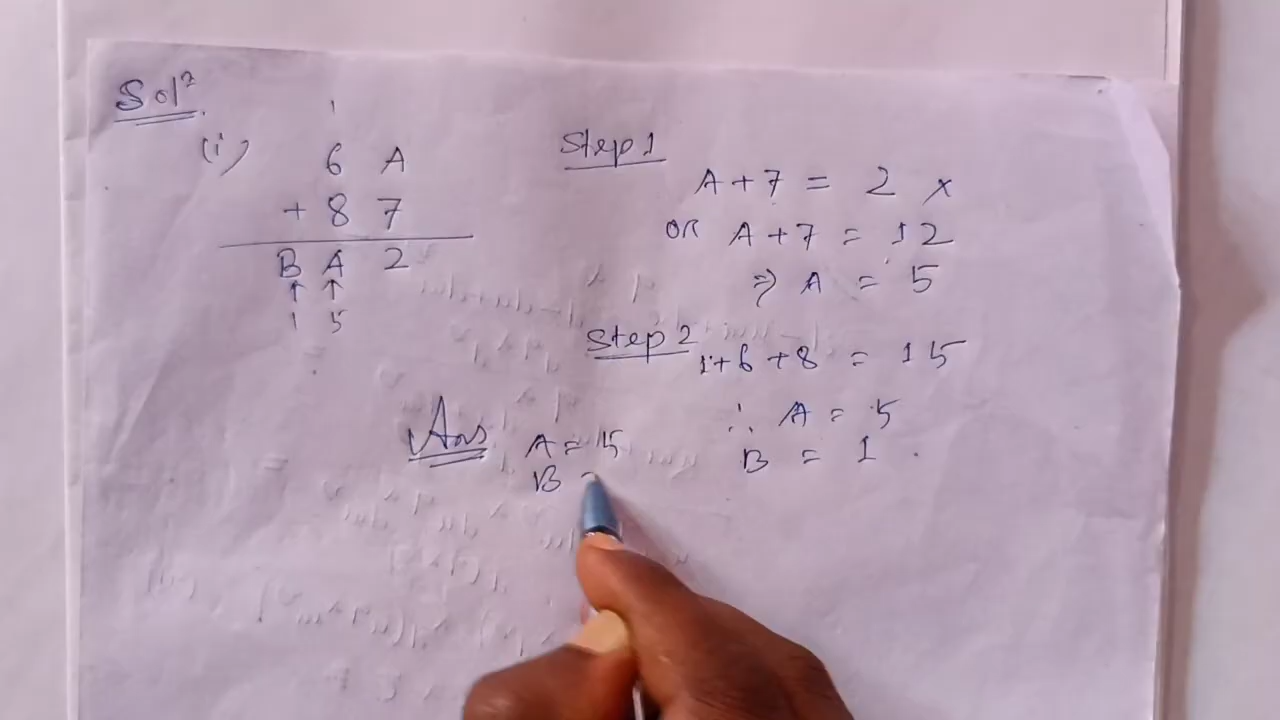 Solⁿ.
1
(i) 6 A
+ 8 7
B A 2
↑ ↑
1 5
Step 1
A + 7 = 2 x
OR A + 7 = 12
⇒ A = 5
Step 2
1 + 6 + 8 = 15
∴ A = 5
B = 1.
Ans A = 5
B =